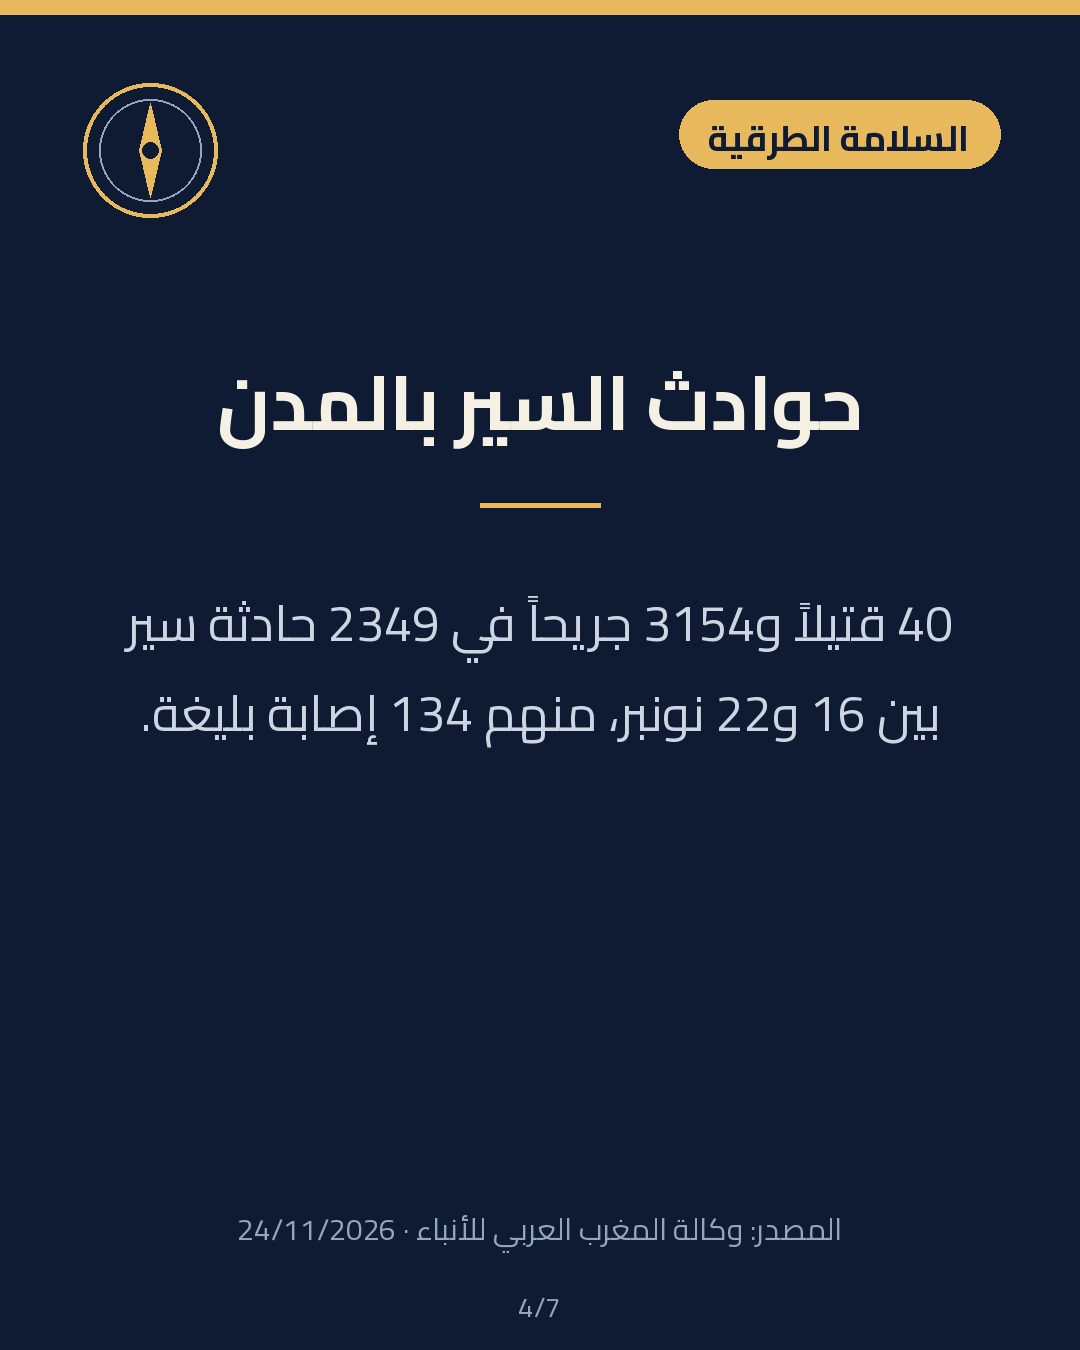 السلامة الطرقية
حوادث السير بالمدن
40 قتيلاً و3154 جريحاً في 2349 حادثة سير
بين 16 و22 نونبر، منهم 134 إصابة بليغة.
المصدر: وكالة المغرب العربي للأنباء · 24/11/2026
4/7